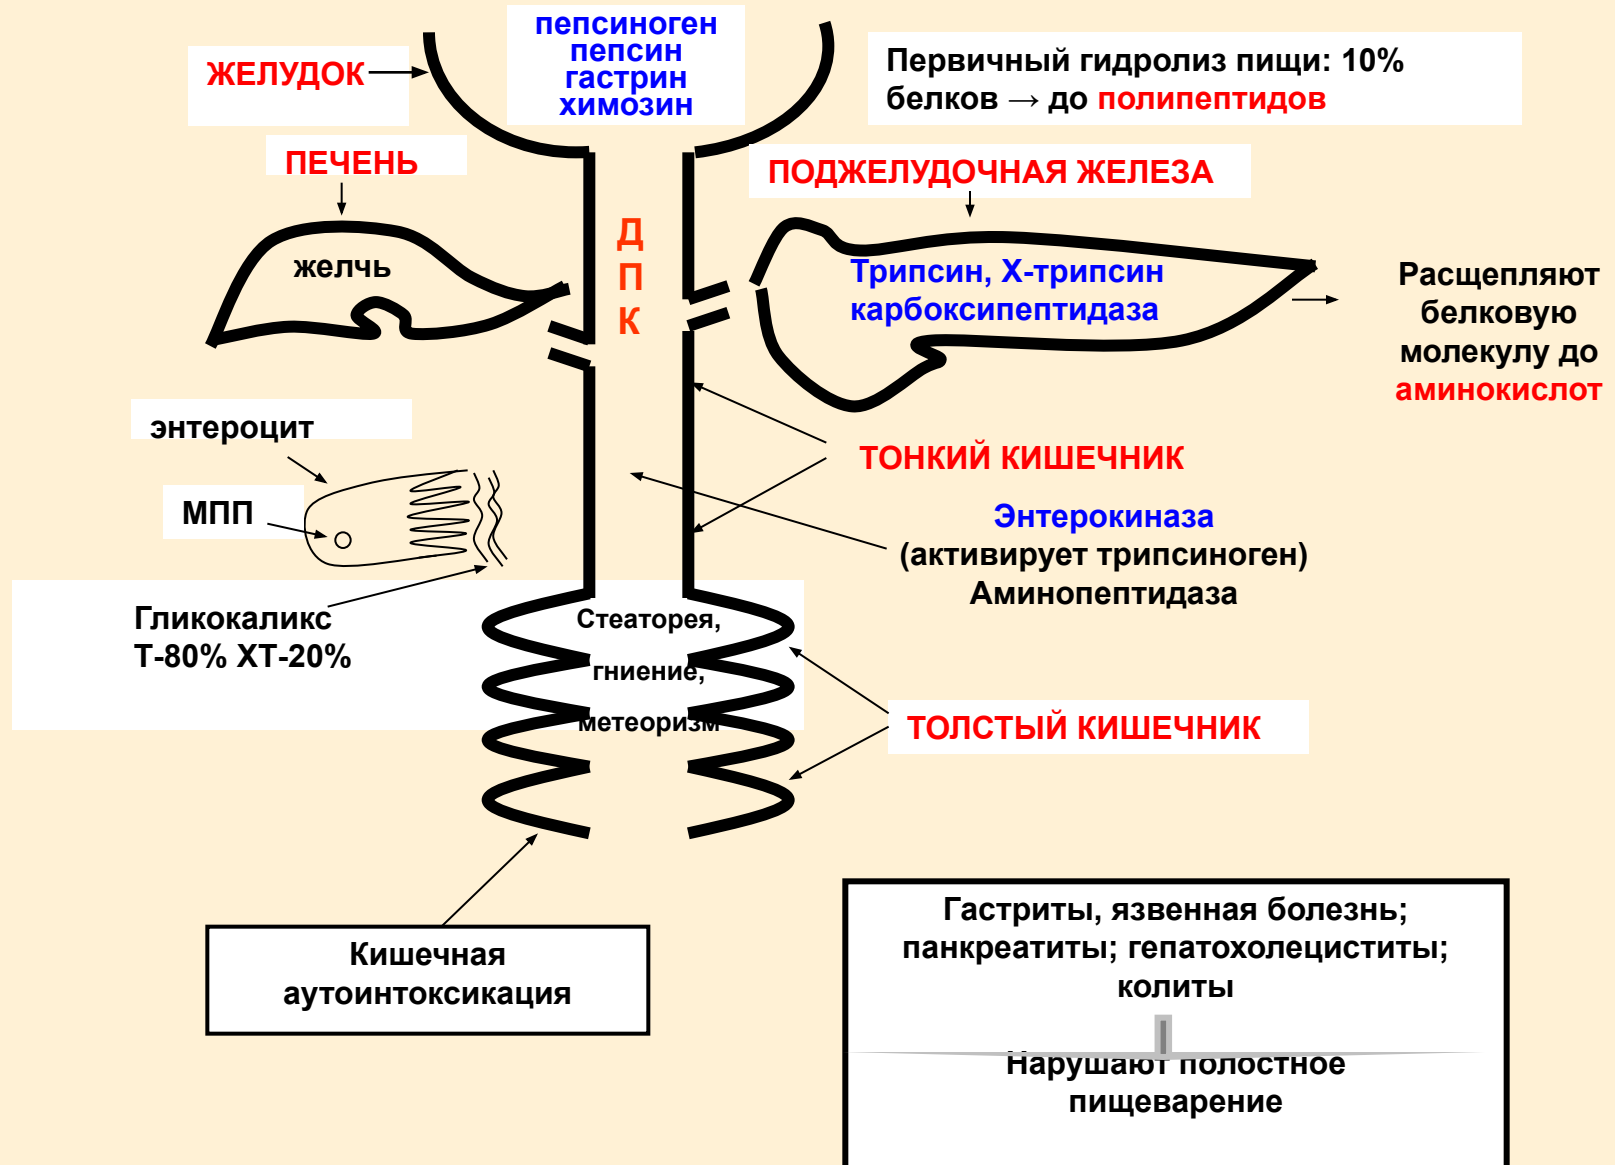 пепсиноген
пепсин
гастрин
химозин
ЖЕЛУДОК
Первичный гидролиз пищи: 10%
белков → до полипептидов
ПЕЧЕНЬ
ПОДЖЕЛУДОЧНАЯ ЖЕЛЕЗА
Д
П
К
желчь
Трипсин, Х-трипсин
карбоксипептидаза
Расщепляют
белковую
молекулу до
аминокислот
энтероцит
ТОНКИЙ КИШЕЧНИК
МПП
Энтерокиназа
(активирует трипсиноген)
Аминопептидаза
Гликокаликс
Т-80% ХТ-20%
Стеаторея,
гниение,
метеоризм
ТОЛСТЫЙ КИШЕЧНИК
Кишечная
аутоинтоксикация
Гастриты, язвенная болезнь;
панкреатиты; гепатохолециститы;
колиты
Нарушают полостное
пищеварение